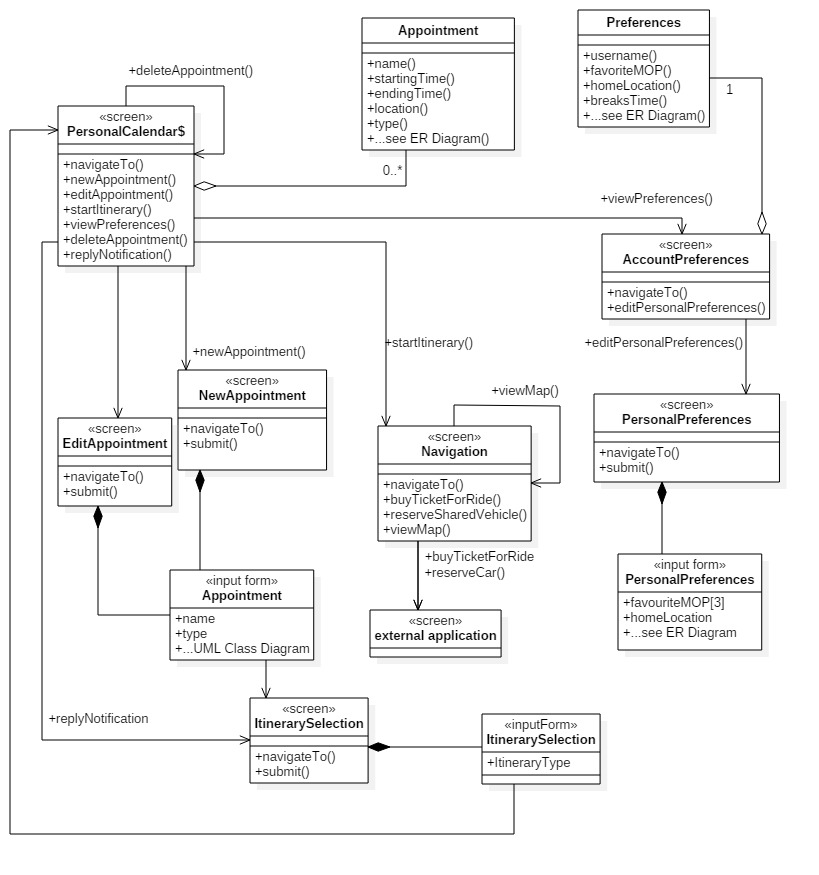 Appointment
+name()
+startingTime()
+endingTime()
+location()
+type()
+...see ER Diagram()
Preferences
+username()
+favoriteMOP()
+homeLocation()
+breaksTime()
+...see ER Diagram()
+deleteAppointment()
1
«screen»
PersonalCalendar$
+navigateTo()
+newAppointment()
+editAppointment()
+startItinerary()
+viewPreferences()
+deleteAppointment()
+replyNotification()
0..*
+viewPreferences()
«screen»
AccountPreferences
+navigateTo()
+editPersonalPreferences()
+newAppointment()
+startItinerary()
+editPersonalPreferences()
«screen»
NewAppointment
+navigateTo()
+submit()
«screen»
EditAppointment
+navigateTo()
+submit()
+viewMap()
«screen»
Navigation
+navigateTo()
+buyTicketForRide()
+reserveSharedVehicle()
+viewMap()
«screen»
PersonalPreferences
+navigateTo()
+submit()
+buyTicketForRide
+reserveCar()
«input form»
Appointment
+name
+type
+...UML Class Diagram
«screen»
external application
«input form»
PersonalPreferences
+favouriteMOP[3]
+homeLocation
+...see ER Diagram
+replyNotification
«screen»
ItinerarySelection
+navigateTo()
+submit()
«inputForm»
ItinerarySelection
+ItineraryType